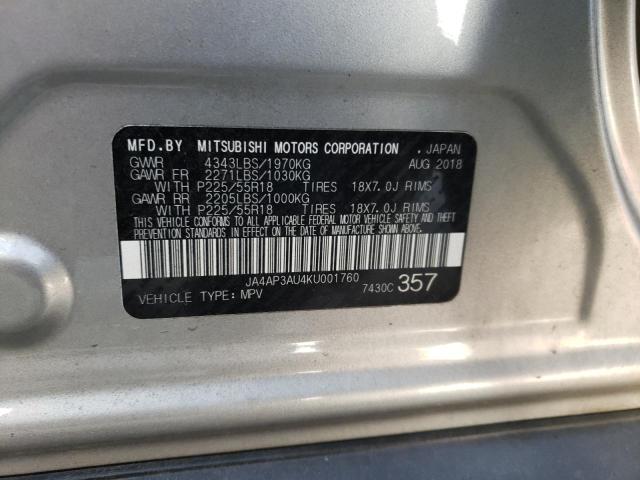 MFD.BY MITSUBISHI MOTORS CORPORATION . JAPAN
GVWR 4343LBS/1970KG AUG 2018
GAWR FR 2271LBS/1030KG
WITH P225/55R18 TIRES 18X7.0J RIMS
GAWR RR 2205LBS/1000KG
WITH P225/55R18 TIRES 18X7.0J RIMS
THIS VEHICLE CONFORMS TO ALL APPLICABLE FEDERAL MOTOR VEHICLE SAFETY AND THEFT
PREVENTION STANDARDS IN EFFECT ON THE DATE OF MANUFACTURE SHOWN ABOVE.
JA4AP3AU4KU001760
VEHICLE TYPE: MPV 7430C 357